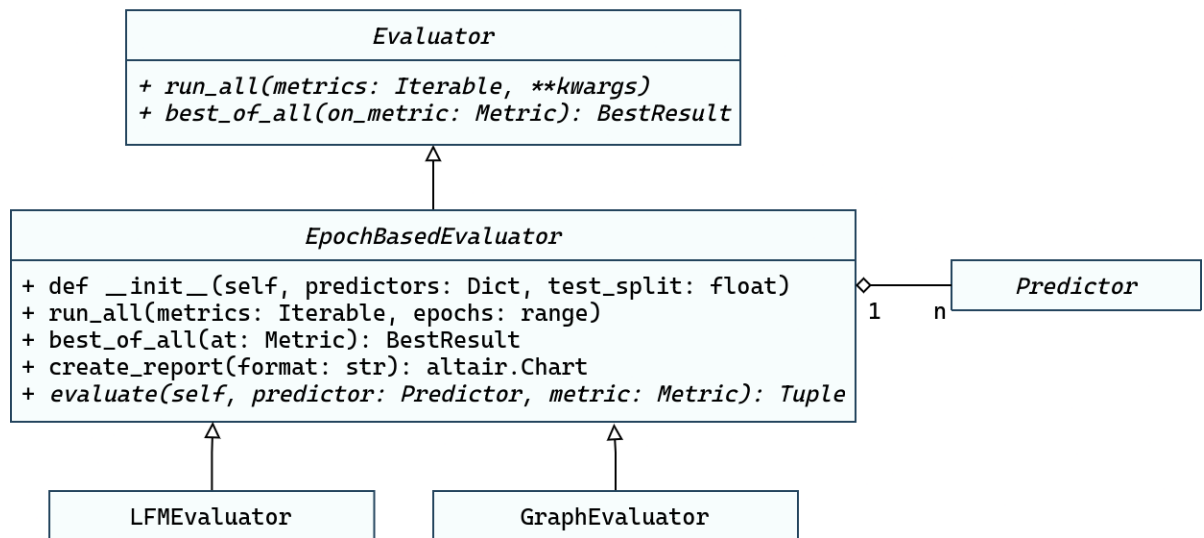 Evaluator
+ run_all(metrics: Iterable, **kwargs)
+ best_of_all(on_metric: Metric): BestResult
EpochBasedEvaluator
+ def __init__(self, predictors: Dict, test_split: float)
+ run_all(metrics: Iterable, epochs: range)
+ best_of_all(at: Metric): BestResult
+ create_report(format: str): altair.Chart
+ evaluate(self, predictor: Predictor, metric: Metric): Tuple
1 n
Predictor
LFMEvaluator
GraphEvaluator